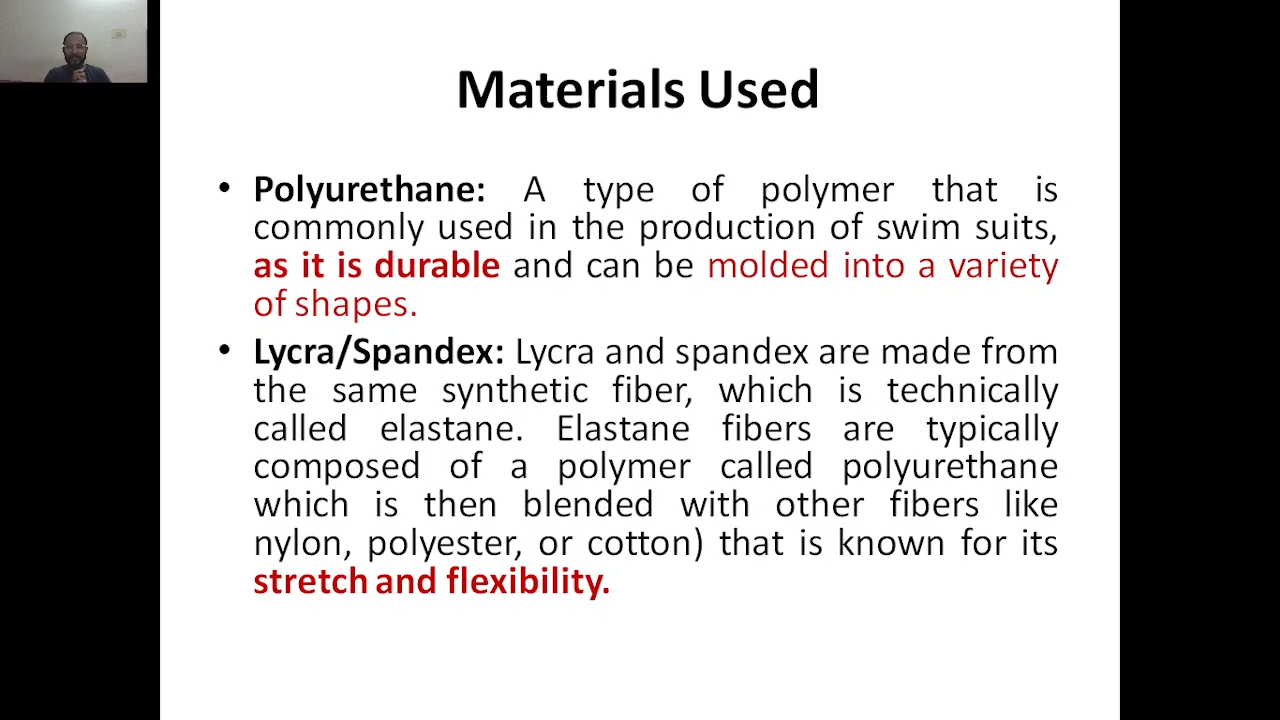 Materials Used
• Polyurethane: A type of polymer that is
commonly used in the production of swim suits,
as it is durable and can be molded into a variety
of shapes.
• Lycra/Spandex: Lycra and spandex are made from
the same synthetic fiber, which is technically
called elastane. Elastane fibers are typically
composed of a polymer called polyurethane
which is then blended with other fibers like
nylon, polyester, or cotton) that is known for its
stretch and flexibility.